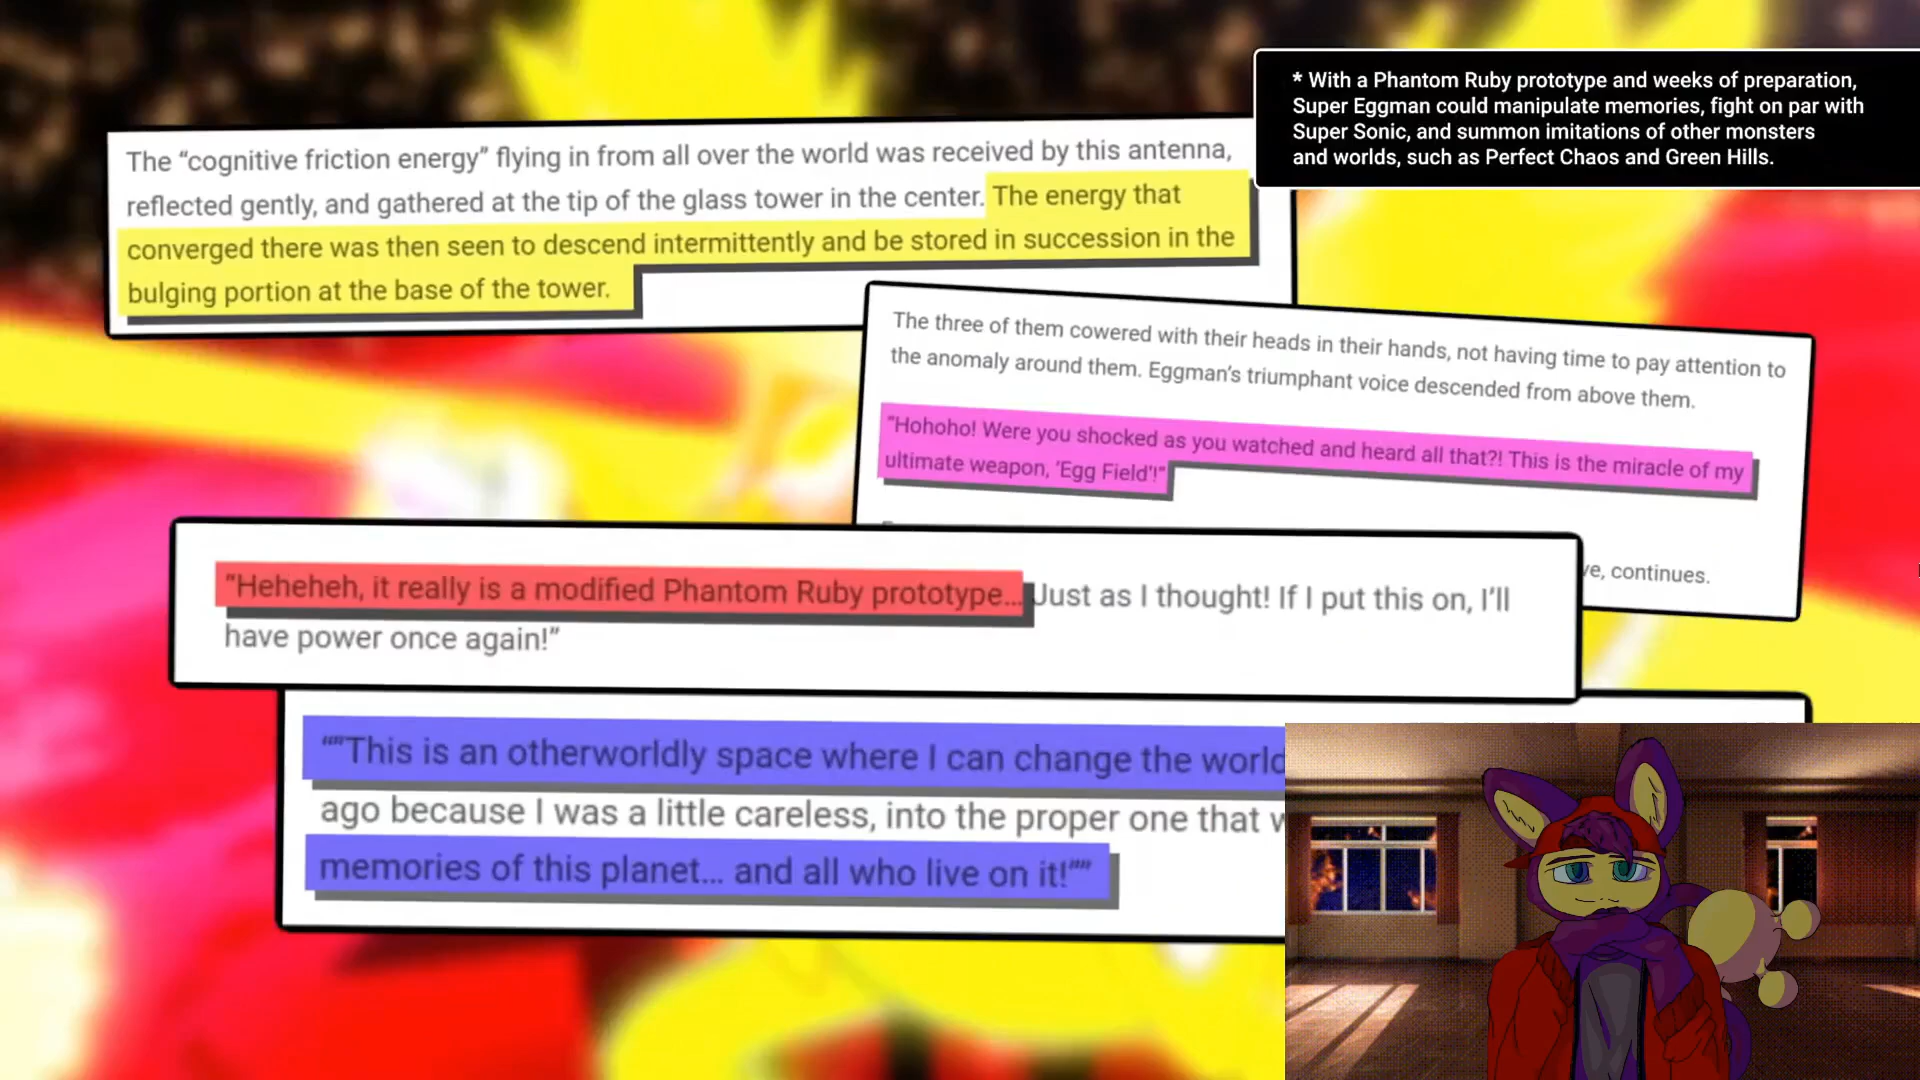 * With a Phantom Ruby prototype and weeks of preparation,
Super Eggman could manipulate memories, fight on par with
Super Sonic, and summon imitations of other monsters
and worlds, such as Perfect Chaos and Green Hills.
The “cognitive friction energy” flying in from all over the world was received by this antenna,
reflected gently, and gathered at the tip of the glass tower in the center. The energy that
converged there was then seen to descend intermittently and be stored in succession in the
bulging portion at the base of the tower.
The three of them cowered with their heads in their hands, not having time to pay attention to
the anomaly around them. Eggman’s triumphant voice descended from above them.
“Hohoho! Were you shocked as you watched and heard all that?! This is the miracle of my
ultimate weapon, ‘Egg Field’!”
continues.
“Heheheh, it really is a modified Phantom Ruby prototype... Just as I thought! If I put this on, I’ll
have power once again!”
““This is an otherworldly space where I can change the world
ago because I was a little careless, into the proper one that
memories of this planet... and all who live on it!””